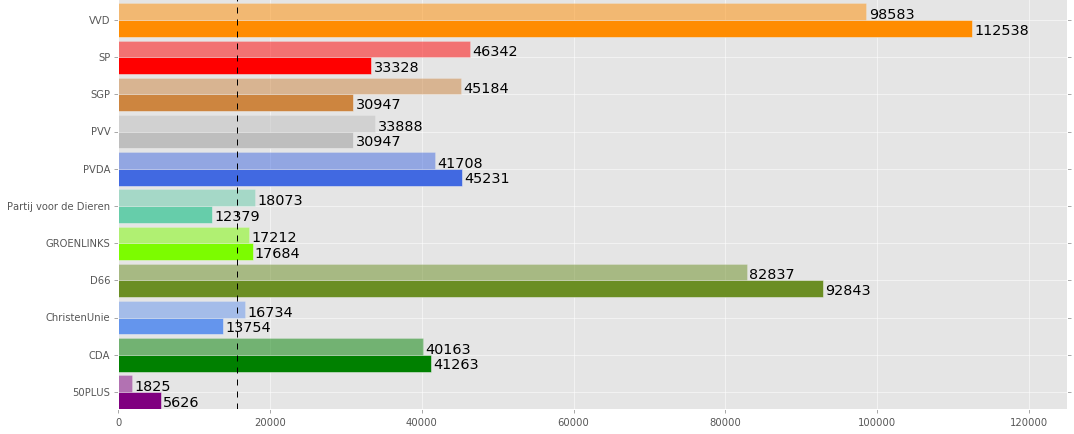 VVD
98583
112538
SP
46342
33328
SGP
45184
30947
PVV
33888
30947
PVDA
41708
45231
Partij voor de Dieren
18073
12379
GROENLINKS
17212
17684
D66
82837
92843
ChristenUnie
16734
13754
CDA
40163
41263
50PLUS
1825
5626
0 20000 40000 60000 80000 100000 120000